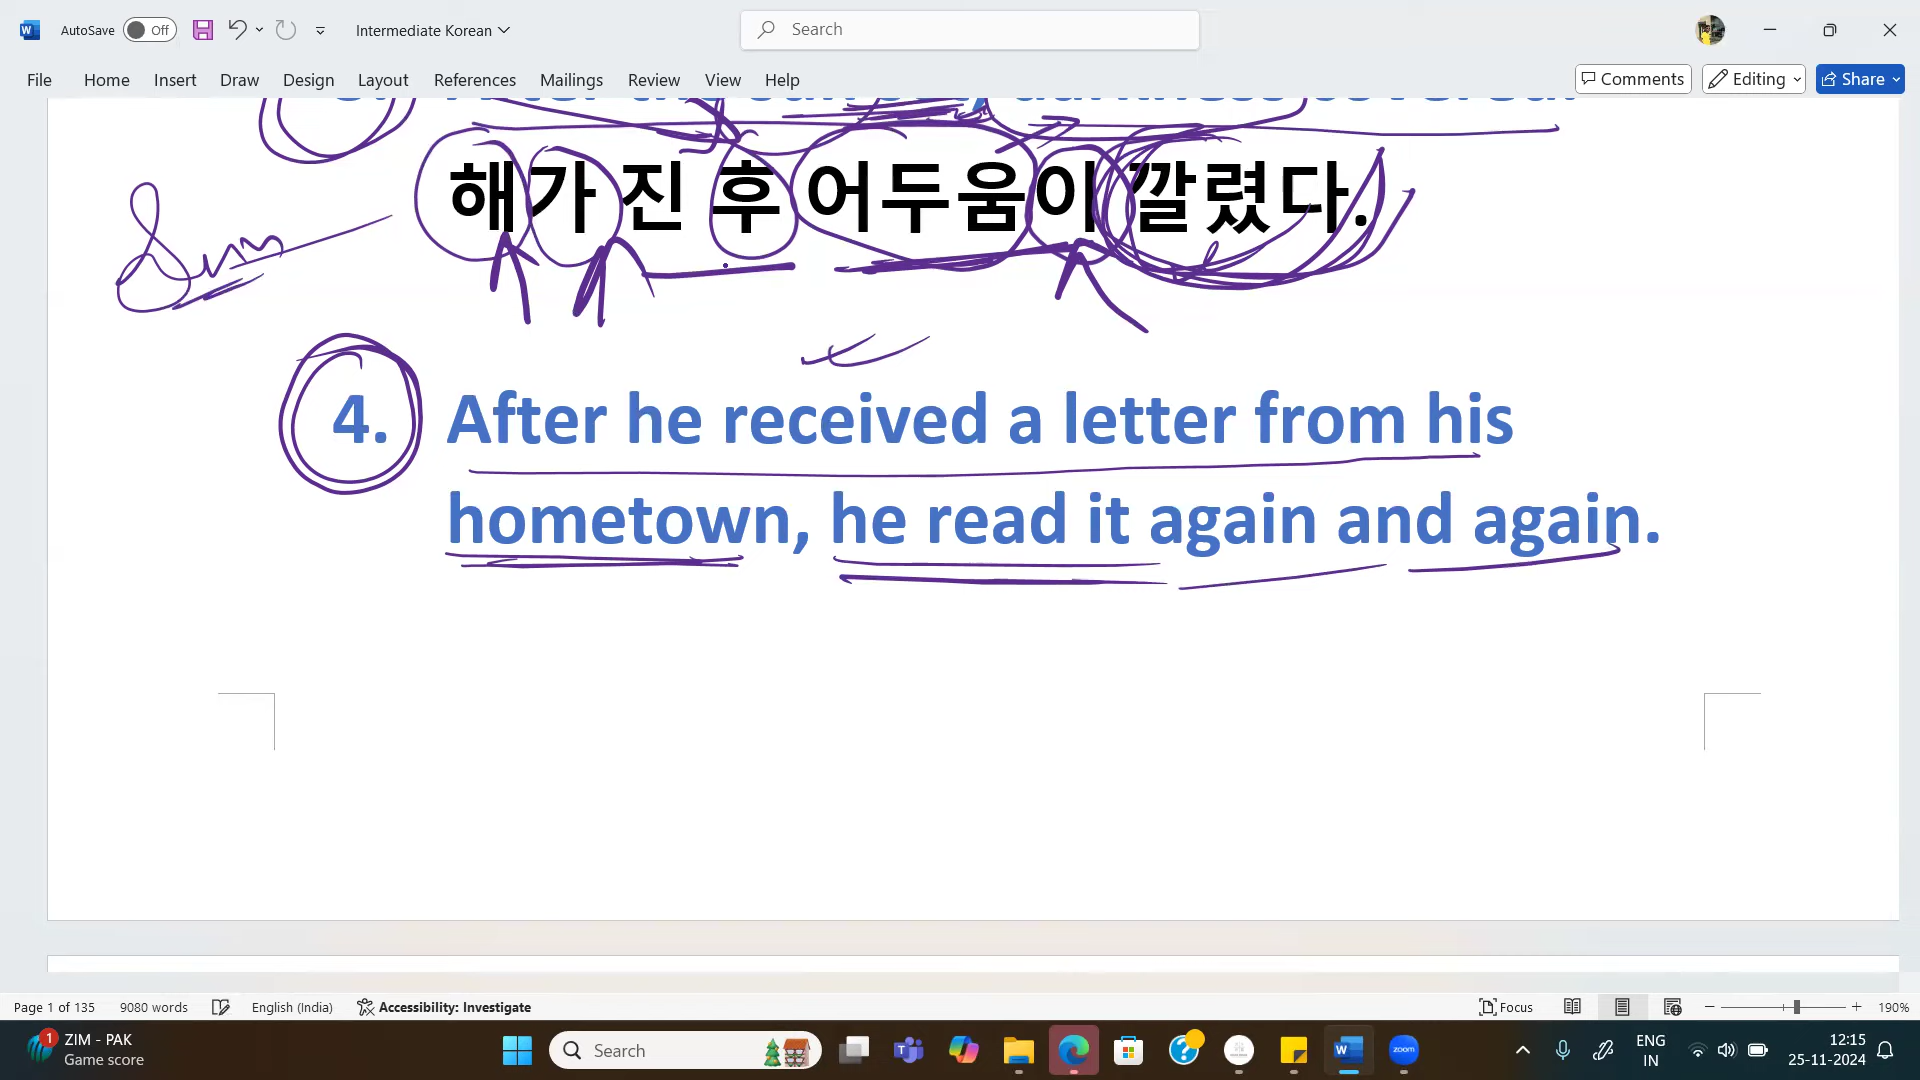 AutoSave Off Intermediate Korean Search
File Home Insert Draw Design Layout References Mailings Review View Help Comments Editing Share
해가 진 후 어두움이 깔렸다.
Sun
4. After he received a letter from his
hometown, he read it again and again.
Page 1 of 135 9080 words English (India) Accessibility: Investigate Focus 190%
1 ZIM - PAK
Game score
Search
zoom
ENG
IN
12:15
25-11-2024